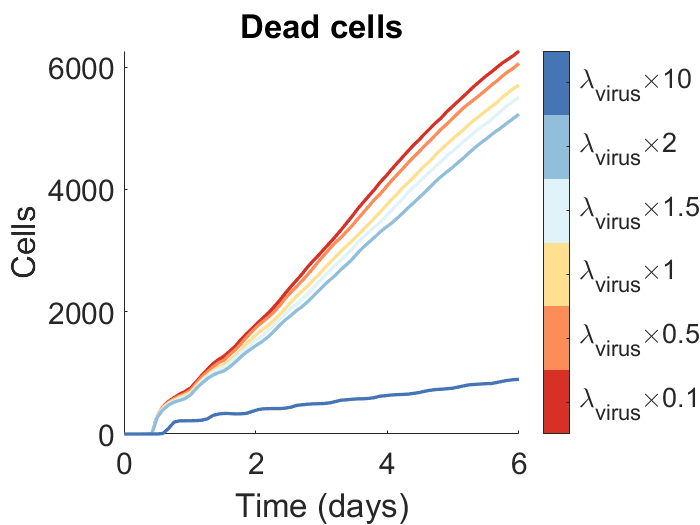 Dead cells
6000
4000
2000
0
Cells
0
2
4
6
Time (days)
λvirus×10
λvirus×2
λvirus×1.5
λvirus×1
λvirus×0.5
λvirus×0.1